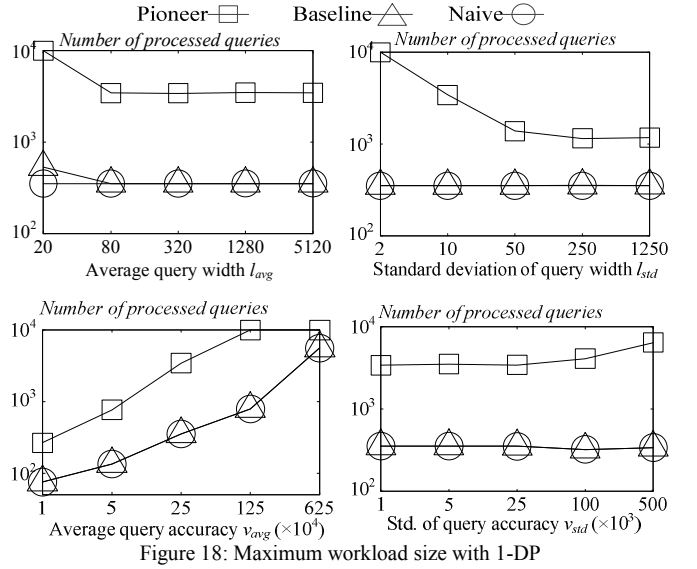 Pioneer Baseline Naive
Number of processed queries
10^4
10^3
10^2
20 80 320 1280 5120
Average query width l_avg
Number of processed queries
10^4
10^3
10^2
2 10 50 250 1250
Standard deviation of query width l_std
Number of processed queries
10^4
10^3
10^2
1 5 25 125 625
Average query accuracy v_avg (×10^4)
Number of processed queries
10^4
10^3
10^2
1 5 25 100 500
Std. of query accuracy v_std (×10^3)
Figure 18: Maximum workload size with 1-DP